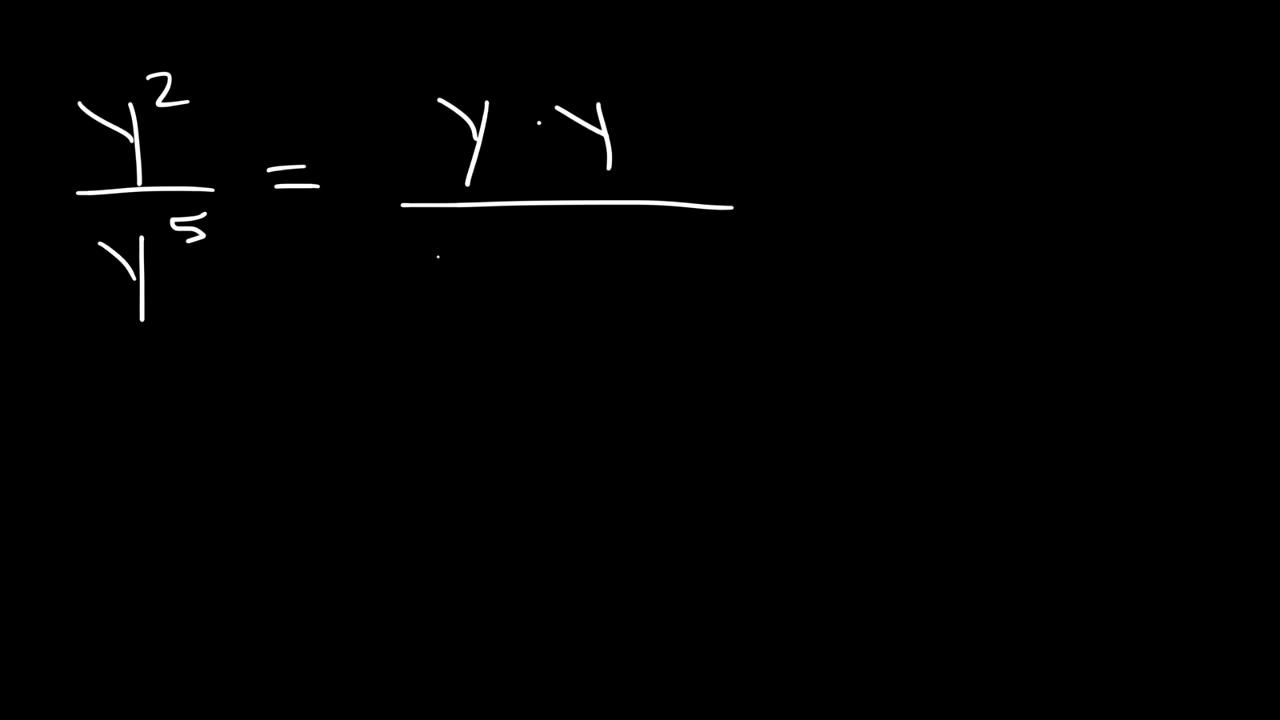 y² / y⁵ = y · y /